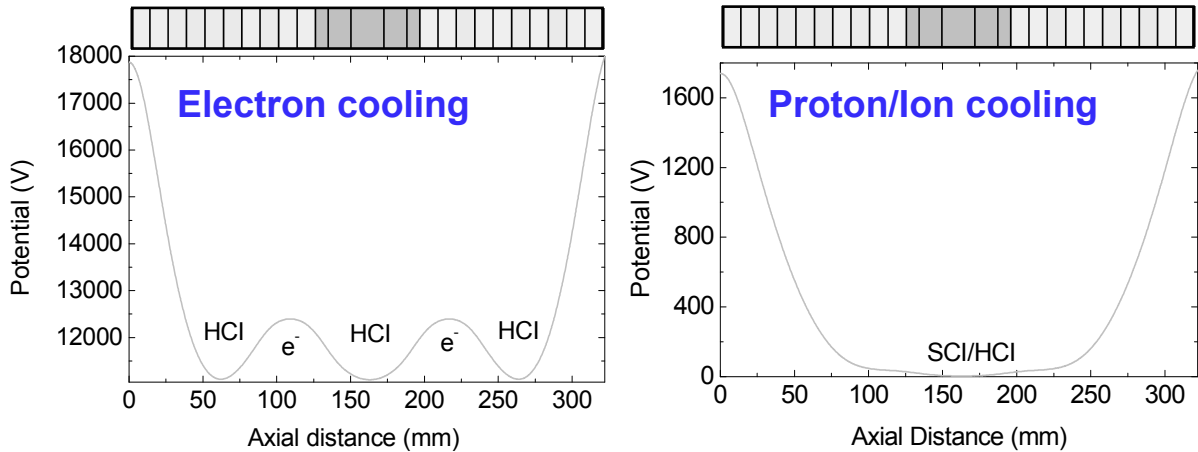 Electron cooling
18000
17000
16000
15000
14000
13000
12000
Potential (V)
HCI
e-
HCI
e-
HCI
0 50 100 150 200 250 300
Axial distance (mm)
Proton/Ion cooling
1600
1200
800
400
0
Potential (V)
SCI/HCI
0 50 100 150 200 250 300
Axial Distance (mm)